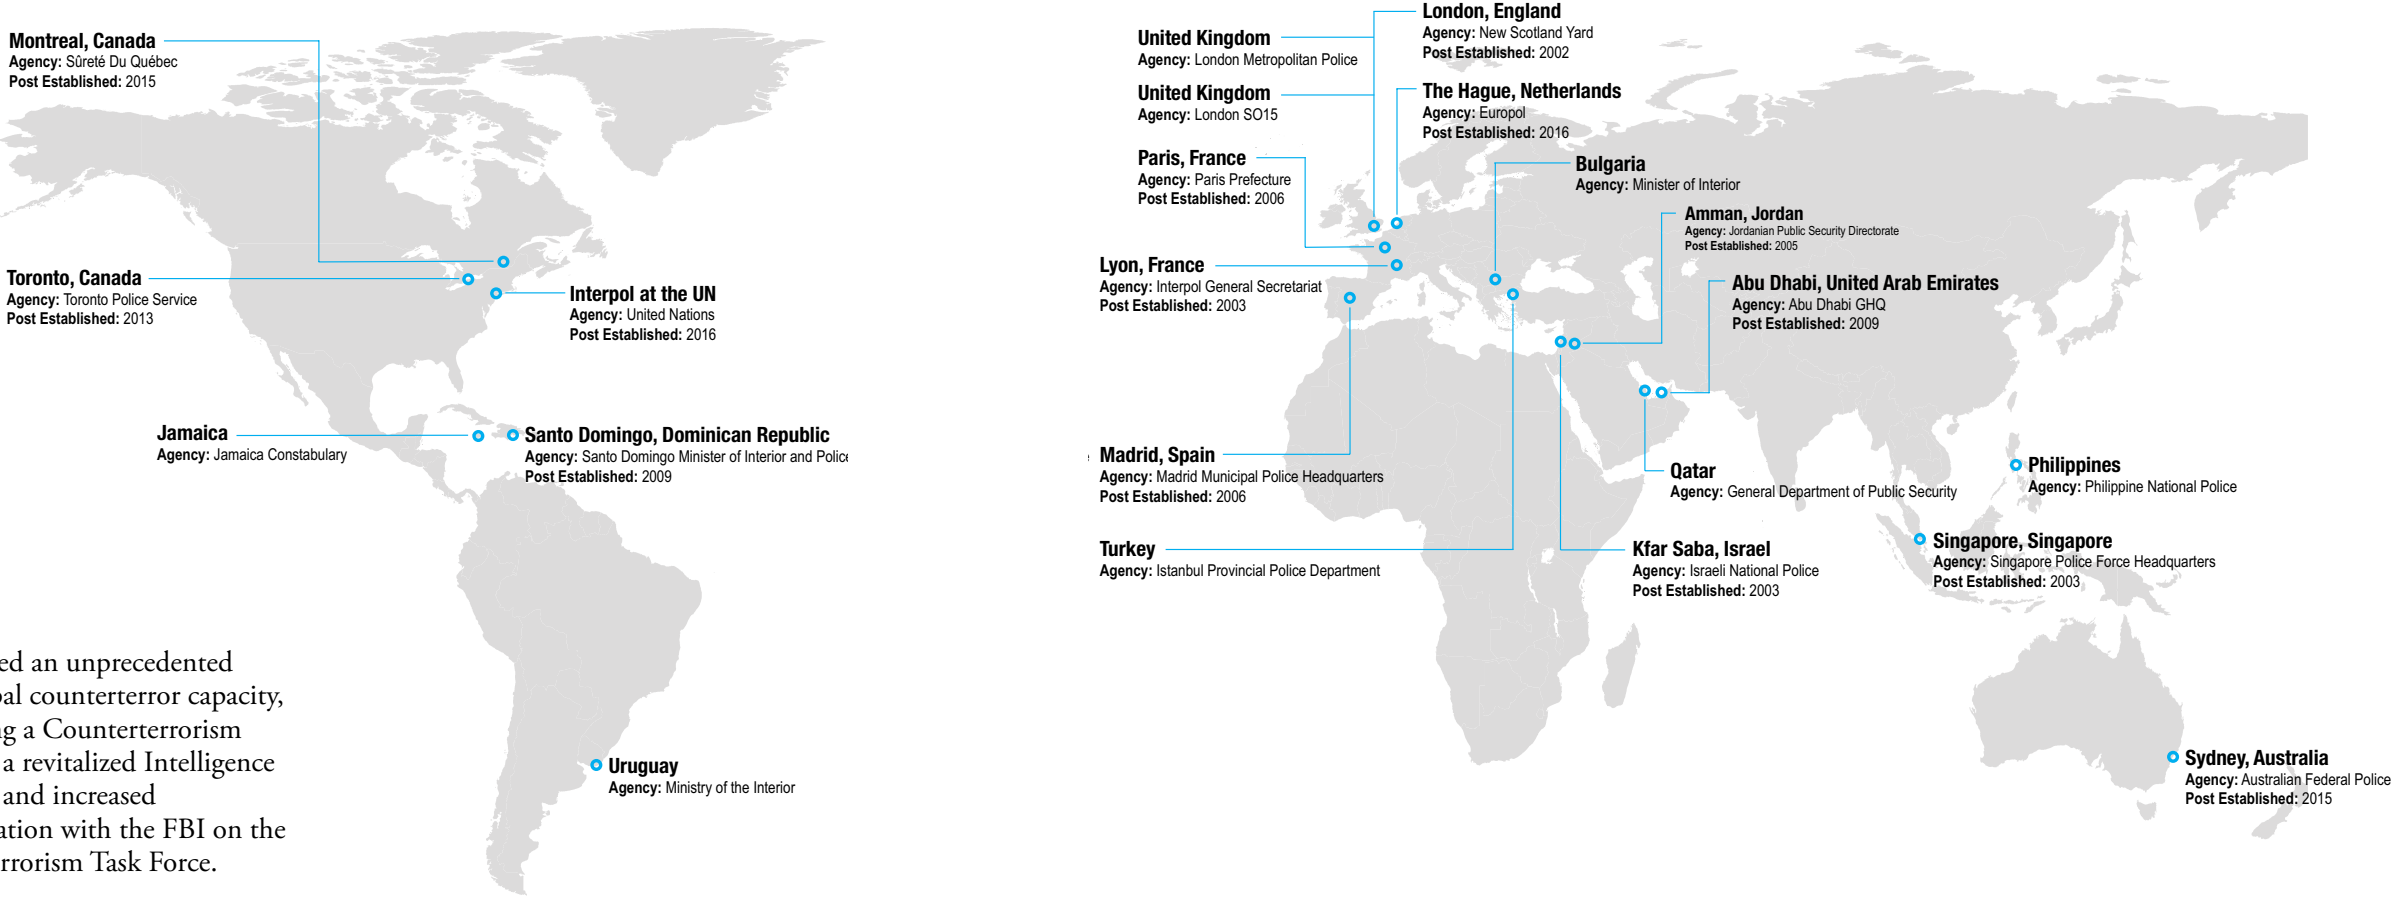 Montreal, Canada
Agency: Sûreté Du Québec
Post Established: 2015
Toronto, Canada
Agency: Toronto Police Service
Post Established: 2013
Interpol at the UN
Agency: United Nations
Post Established: 2016
Jamaica
Agency: Jamaica Constabulary
Santo Domingo, Dominican Republic
Agency: Santo Domingo Minister of Interior and Police
Post Established: 2009
Uruguay
Agency: Ministry of the Interior
ed an unprecedented
bal counterterror capacity,
ng a Counterterrorism
a revitalized Intelligence
and increased
ation with the FBI on the
rrorism Task Force.
London, England
Agency: New Scotland Yard
Post Established: 2002
United Kingdom
Agency: London Metropolitan Police
United Kingdom
Agency: London SO15
The Hague, Netherlands
Agency: Europol
Post Established: 2016
Paris, France
Agency: Paris Prefecture
Post Established: 2006
Bulgaria
Agency: Minister of Interior
Amman, Jordan
Agency: Jordanian Public Security Directorate
Post Established: 2005
Lyon, France
Agency: Interpol General Secretariat
Post Established: 2003
Abu Dhabi, United Arab Emirates
Agency: Abu Dhabi GHQ
Post Established: 2009
Madrid, Spain
Agency: Madrid Municipal Police Headquarters
Post Established: 2006
Qatar
Agency: General Department of Public Security
Philippines
Agency: Philippine National Police
Turkey
Agency: Istanbul Provincial Police Department
Kfar Saba, Israel
Agency: Israeli National Police
Post Established: 2003
Singapore, Singapore
Agency: Singapore Police Force Headquarters
Post Established: 2003
Sydney, Australia
Agency: Australian Federal Police
Post Established: 2015